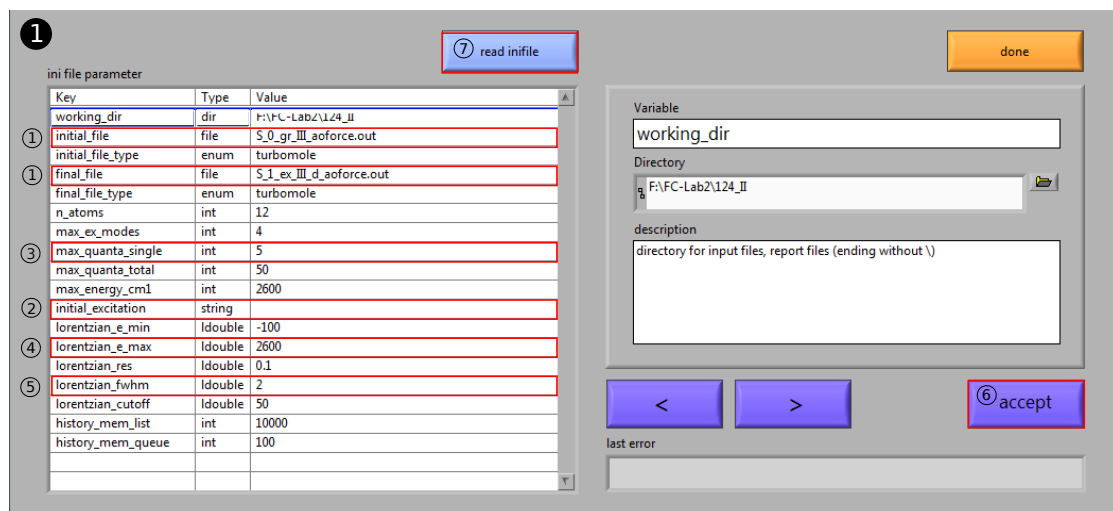 ❶
⑦ read inifile
done
ini file parameter
Key Type Value
working_dir dir F:\FC-Lab2\124_II
① initial_file file S_0_gr_III_aoforce.out
initial_file_type enum turbomole
① final_file file S_1_ex_III_d_aoforce.out
final_file_type enum turbomole
n_atoms int 12
max_ex_modes int 4
③ max_quanta_single int 5
max_quanta_total int 50
max_energy_cm1 int 2600
② initial_excitation string
lorentzian_e_min ldouble -100
④ lorentzian_e_max ldouble 2600
lorentzian_res ldouble 0.1
⑤ lorentzian_fwhm ldouble 2
lorentzian_cutoff ldouble 50
history_mem_list int 10000
history_mem_queue int 100
Variable
working_dir
Directory
F:\FC-Lab2\124_II
description
directory for input files, report files (ending without \)
< > ⑥ accept
last error